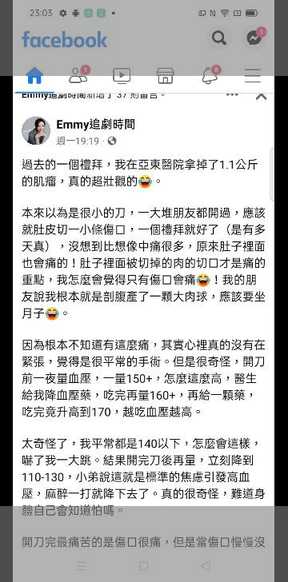 23:03
facebook
Emmy追劇時間
週一19:19
過去的一個禮拜，我在亞東醫院拿掉了1.1公斤
的肌瘤，真的超壯觀的😂。
本來以為是很小的刀，一大堆朋友都開過，應該
就肚皮切一小條傷口，一個禮拜就好了（是有多
天真），沒想到比想像中痛很多，原來肚子裡面
也會痛的！肚子裡面被切掉的肉的切口才是痛的
重點，我怎麼會覺得只有傷口會痛😂！我的朋
友說我根本就是剖腹產了一顆大肉球，應該要坐
月子😂。
因為根本不知道有這麼痛，其實心裡真的沒有在
緊張，覺得是很平常的手術。但是很奇怪，開刀
前一夜量血壓，一量150+，怎麼這麼高，醫生
給我降血壓藥，吃完再量160+，再給一顆藥，
吃完竟升高到170，越吃血壓越高。
太奇怪了，我平常都是140以下，怎麼會這樣，
嚇了我一大跳。結果開完刀後再量，立刻降到
110-130，小弟說這就是標準的焦慮引發高血
壓，麻醉一打就降下去了。真的很奇怪，難道身
體自己會知道怕嗎。
開刀完最痛苦的是傷口很痛，但是當傷口慢慢沒